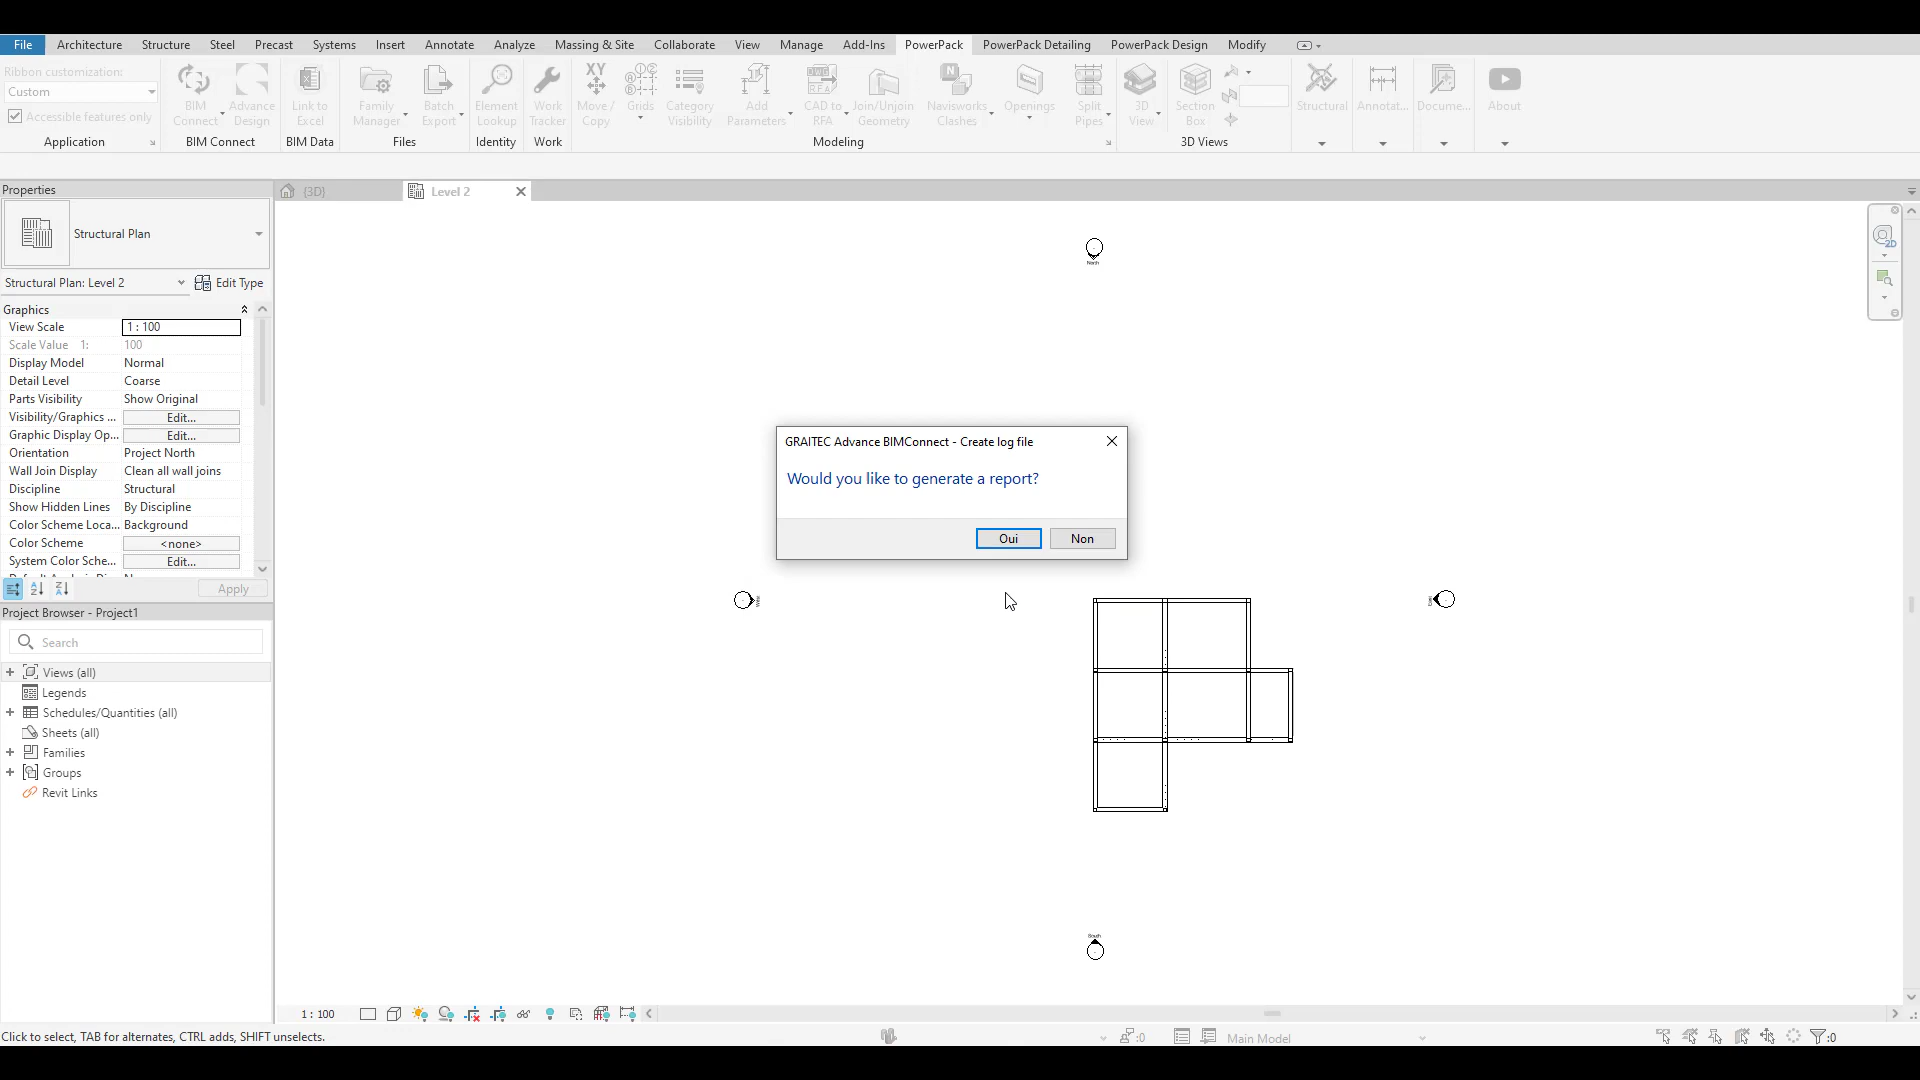 File Architecture Structure Steel Precast Systems Insert Annotate Analyze Massing & Site Collaborate View Manage Add-Ins PowerPack PowerPack Detailing PowerPack Design Modify
Ribbon customization:
Custom
Accessible features only
Application
BIM Connect
Advance Design
BIM Connect
Link to Excel
BIM Data
Family Manager
Batch Export
Files
Element Lookup
Identity
Work Tracker
Work
XY
Move / Copy
Grids
Category Visibility
Add Parameters
DWG
RFA
CAD to RFA
Join/Unjoin Geometry
Navisworks Clashes
Openings
Split Pipes
Modeling
3D View
Section Box
3D Views
Structural
Annotat...
Docume...
About
Properties
{3D}
Level 2
Structural Plan
Structural Plan: Level 2
Edit Type
Graphics
View Scale 1 : 100
Scale Value 1: 100
Display Model Normal
Detail Level Coarse
Parts Visibility Show Original
Visibility/Graphics ... Edit...
Graphic Display Op... Edit...
Orientation Project North
Wall Join Display Clean all wall joins
Discipline Structural
Show Hidden Lines By Discipline
Color Scheme Loca... Background
Color Scheme <none>
System Color Sche... Edit...
Apply
Project Browser - Project1
Search
Views (all)
Legends
Schedules/Quantities (all)
Sheets (all)
Families
Groups
Revit Links
North
2D
GRAITEC Advance BIMConnect - Create log file
Would you like to generate a report?
Oui Non
South
1 : 100
Click to select, TAB for alternates, CTRL adds, SHIFT unselects.
:0
Main Model
:0